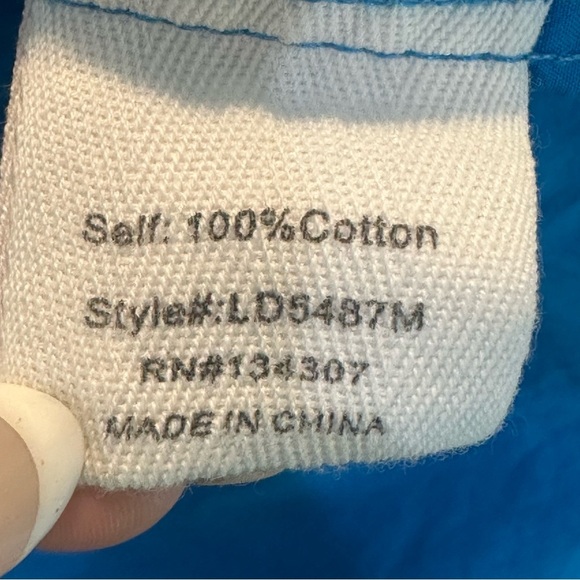 Self: 100%Cotton
Style#:LD5487M
RN#134307
MADE IN CHINA